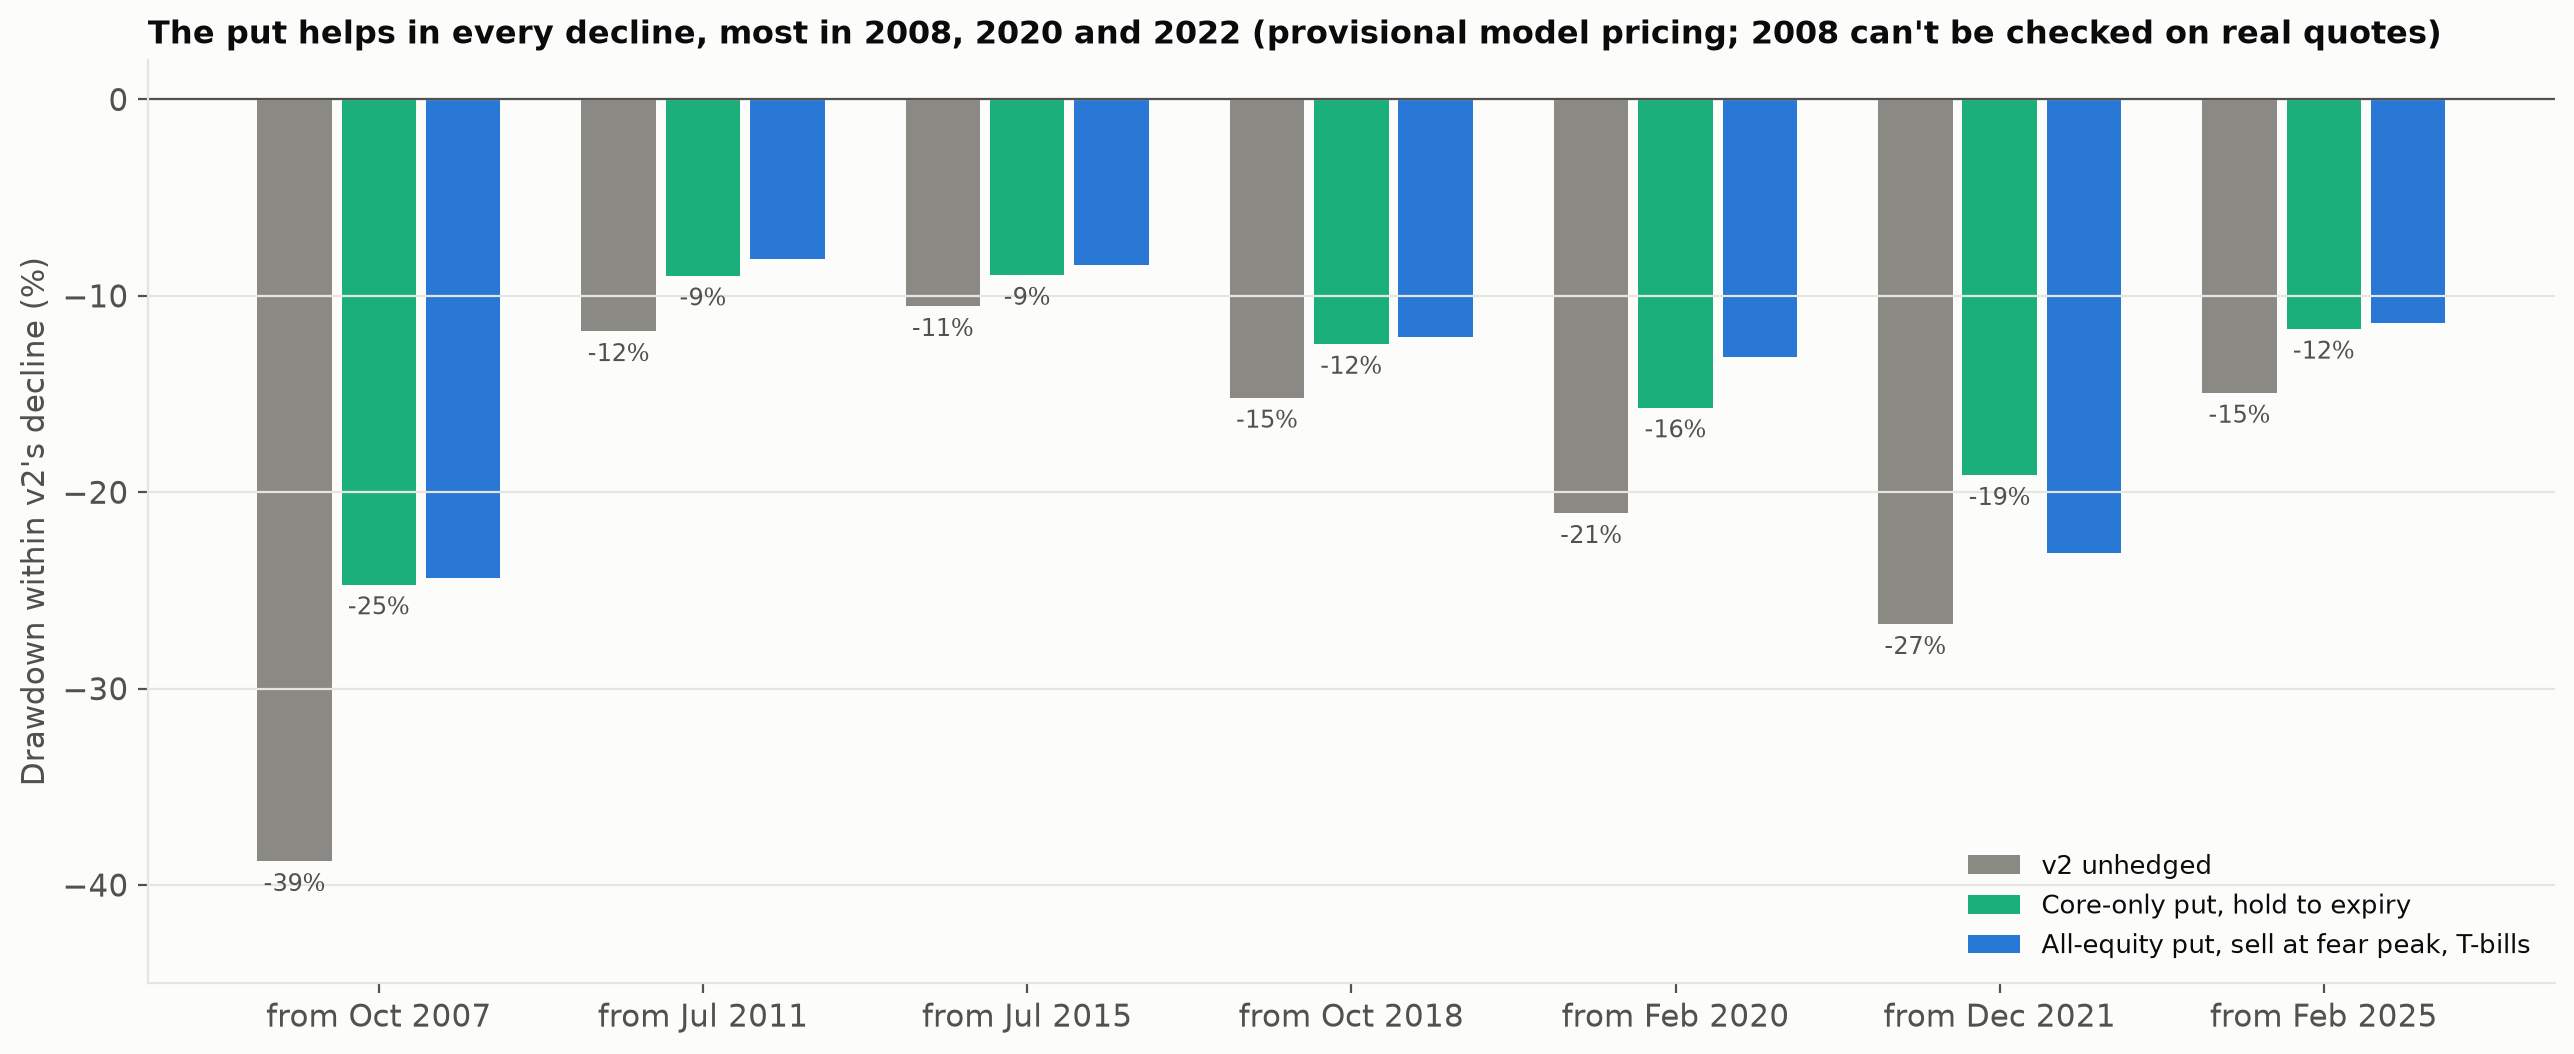 The put helps in every decline, most in 2008, 2020 and 2022 (provisional model pricing; 2008 can't be checked on real quotes)
Drawdown within v2's decline (%)
0
−10
−20
−30
−40
-39%
-25%
-12%
-9%
-11%
-9%
-15%
-12%
-21%
-16%
-27%
-19%
-15%
-12%
v2 unhedged
Core-only put, hold to expiry
All-equity put, sell at fear peak, T-bills
from Oct 2007
from Jul 2011
from Jul 2015
from Oct 2018
from Feb 2020
from Dec 2021
from Feb 2025